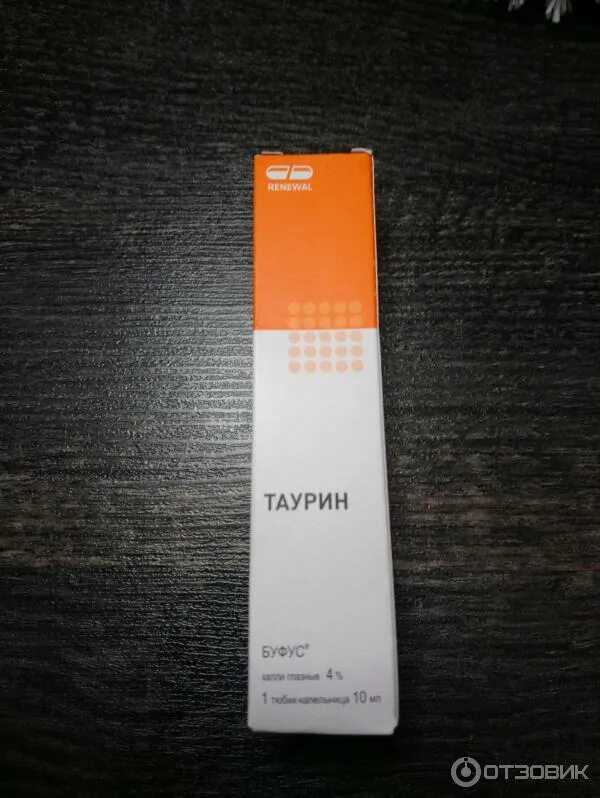 RENEWAL
ТАУРИН
БУФУС®
капли глазные 4 %
1 тюбик-капельница 10 мл
ОТЗОВИК